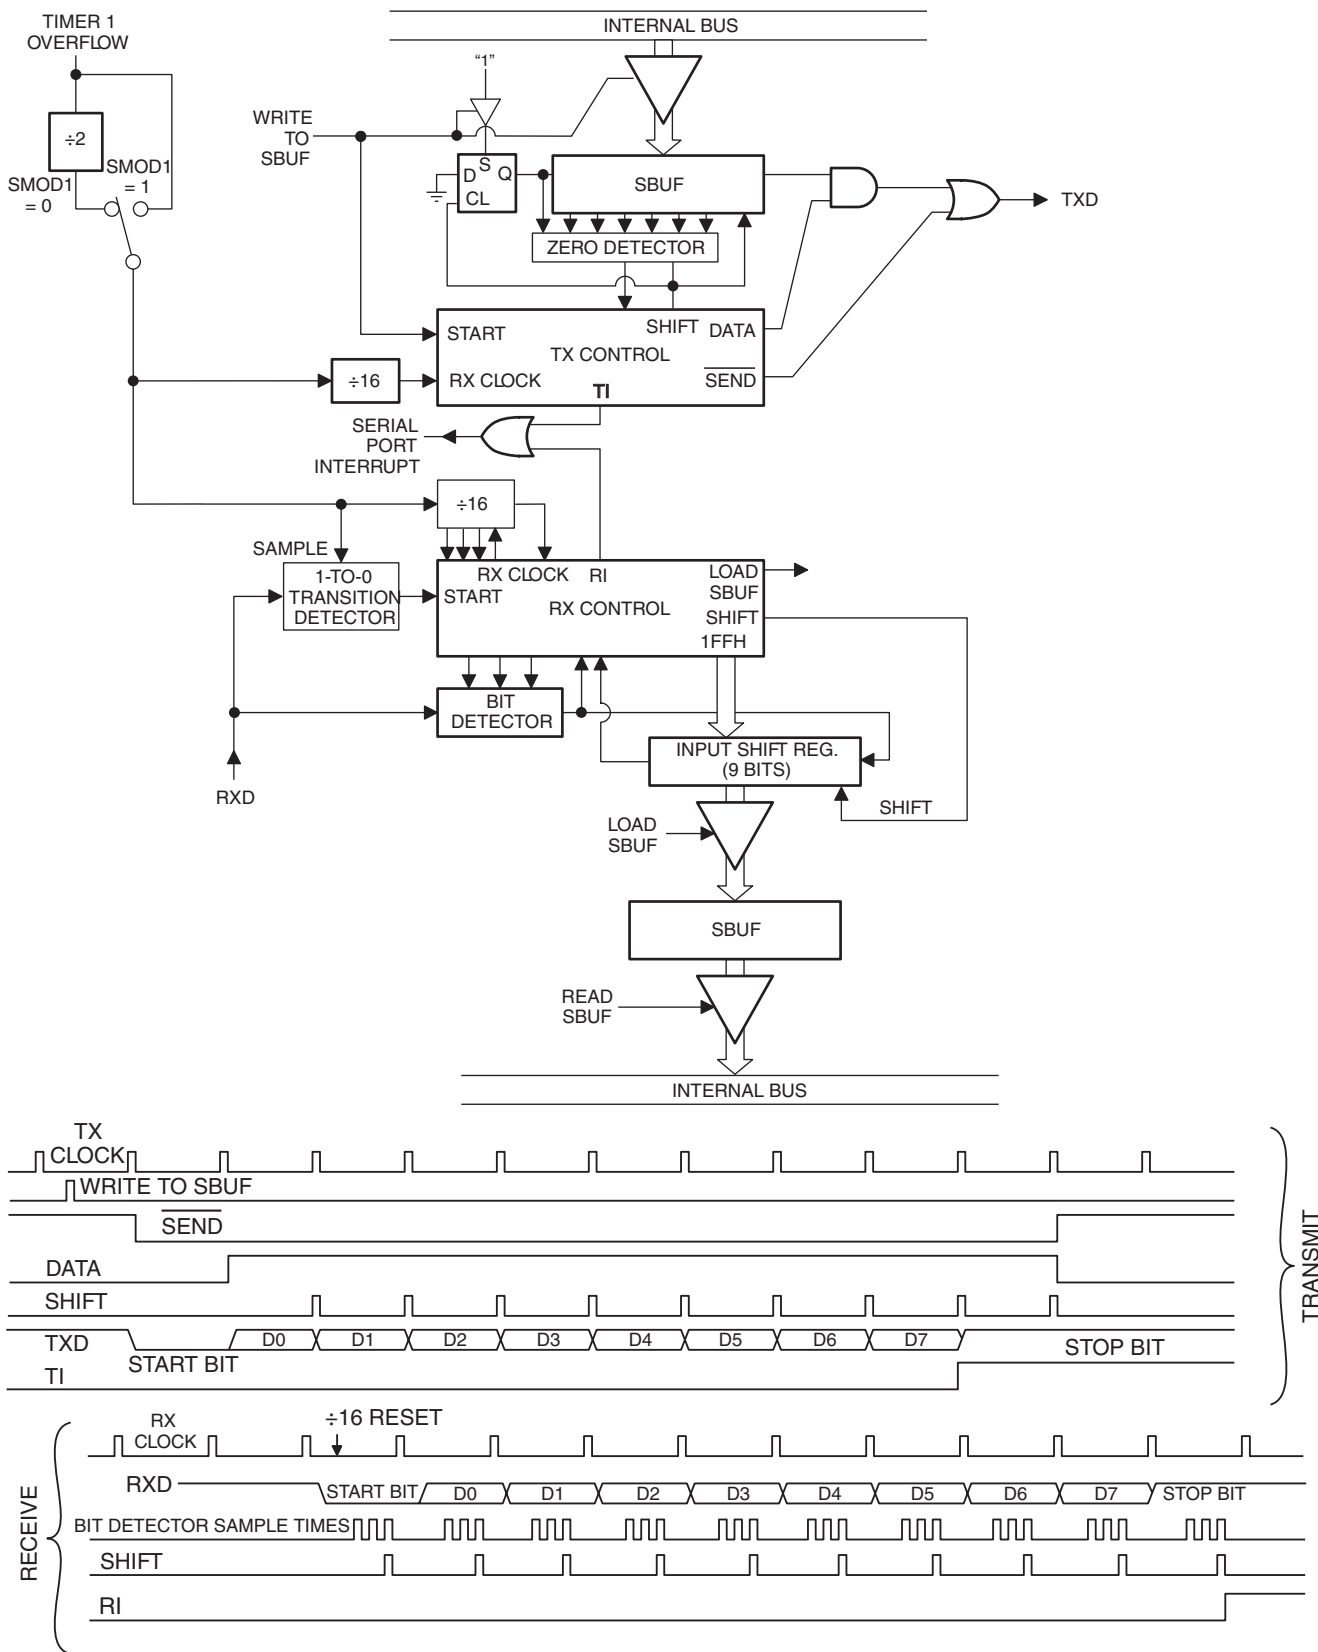 TIMER 1
OVERFLOW
INTERNAL BUS
"1"
WRITE
TO
SBUF
÷2
SMOD1
= 0
SMOD1
= 1
D
S
Q
CL
SBUF
TXD
ZERO DETECTOR
START
SHIFT
DATA
TX CONTROL
÷16
RX CLOCK
SEND
TI
SERIAL
PORT
INTERRUPT
÷16
SAMPLE
1-TO-0
TRANSITION
DETECTOR
RX CLOCK
RI
LOAD
SBUF
START
RX CONTROL
SHIFT
1FFH
BIT
DETECTOR
INPUT SHIFT REG.
(9 BITS)
RXD
SHIFT
LOAD
SBUF
SBUF
READ
SBUF
INTERNAL BUS
TX
CLOCK
WRITE TO SBUF
SEND
DATA
SHIFT
TXD
D0
D1
D2
D3
D4
D5
D6
D7
START BIT
STOP BIT
TI
TRANSMIT
÷16 RESET
RX
CLOCK
RXD
START BIT
D0
D1
D2
D3
D4
D5
D6
D7
STOP BIT
BIT DETECTOR SAMPLE TIMES
SHIFT
RI
RECEIVE